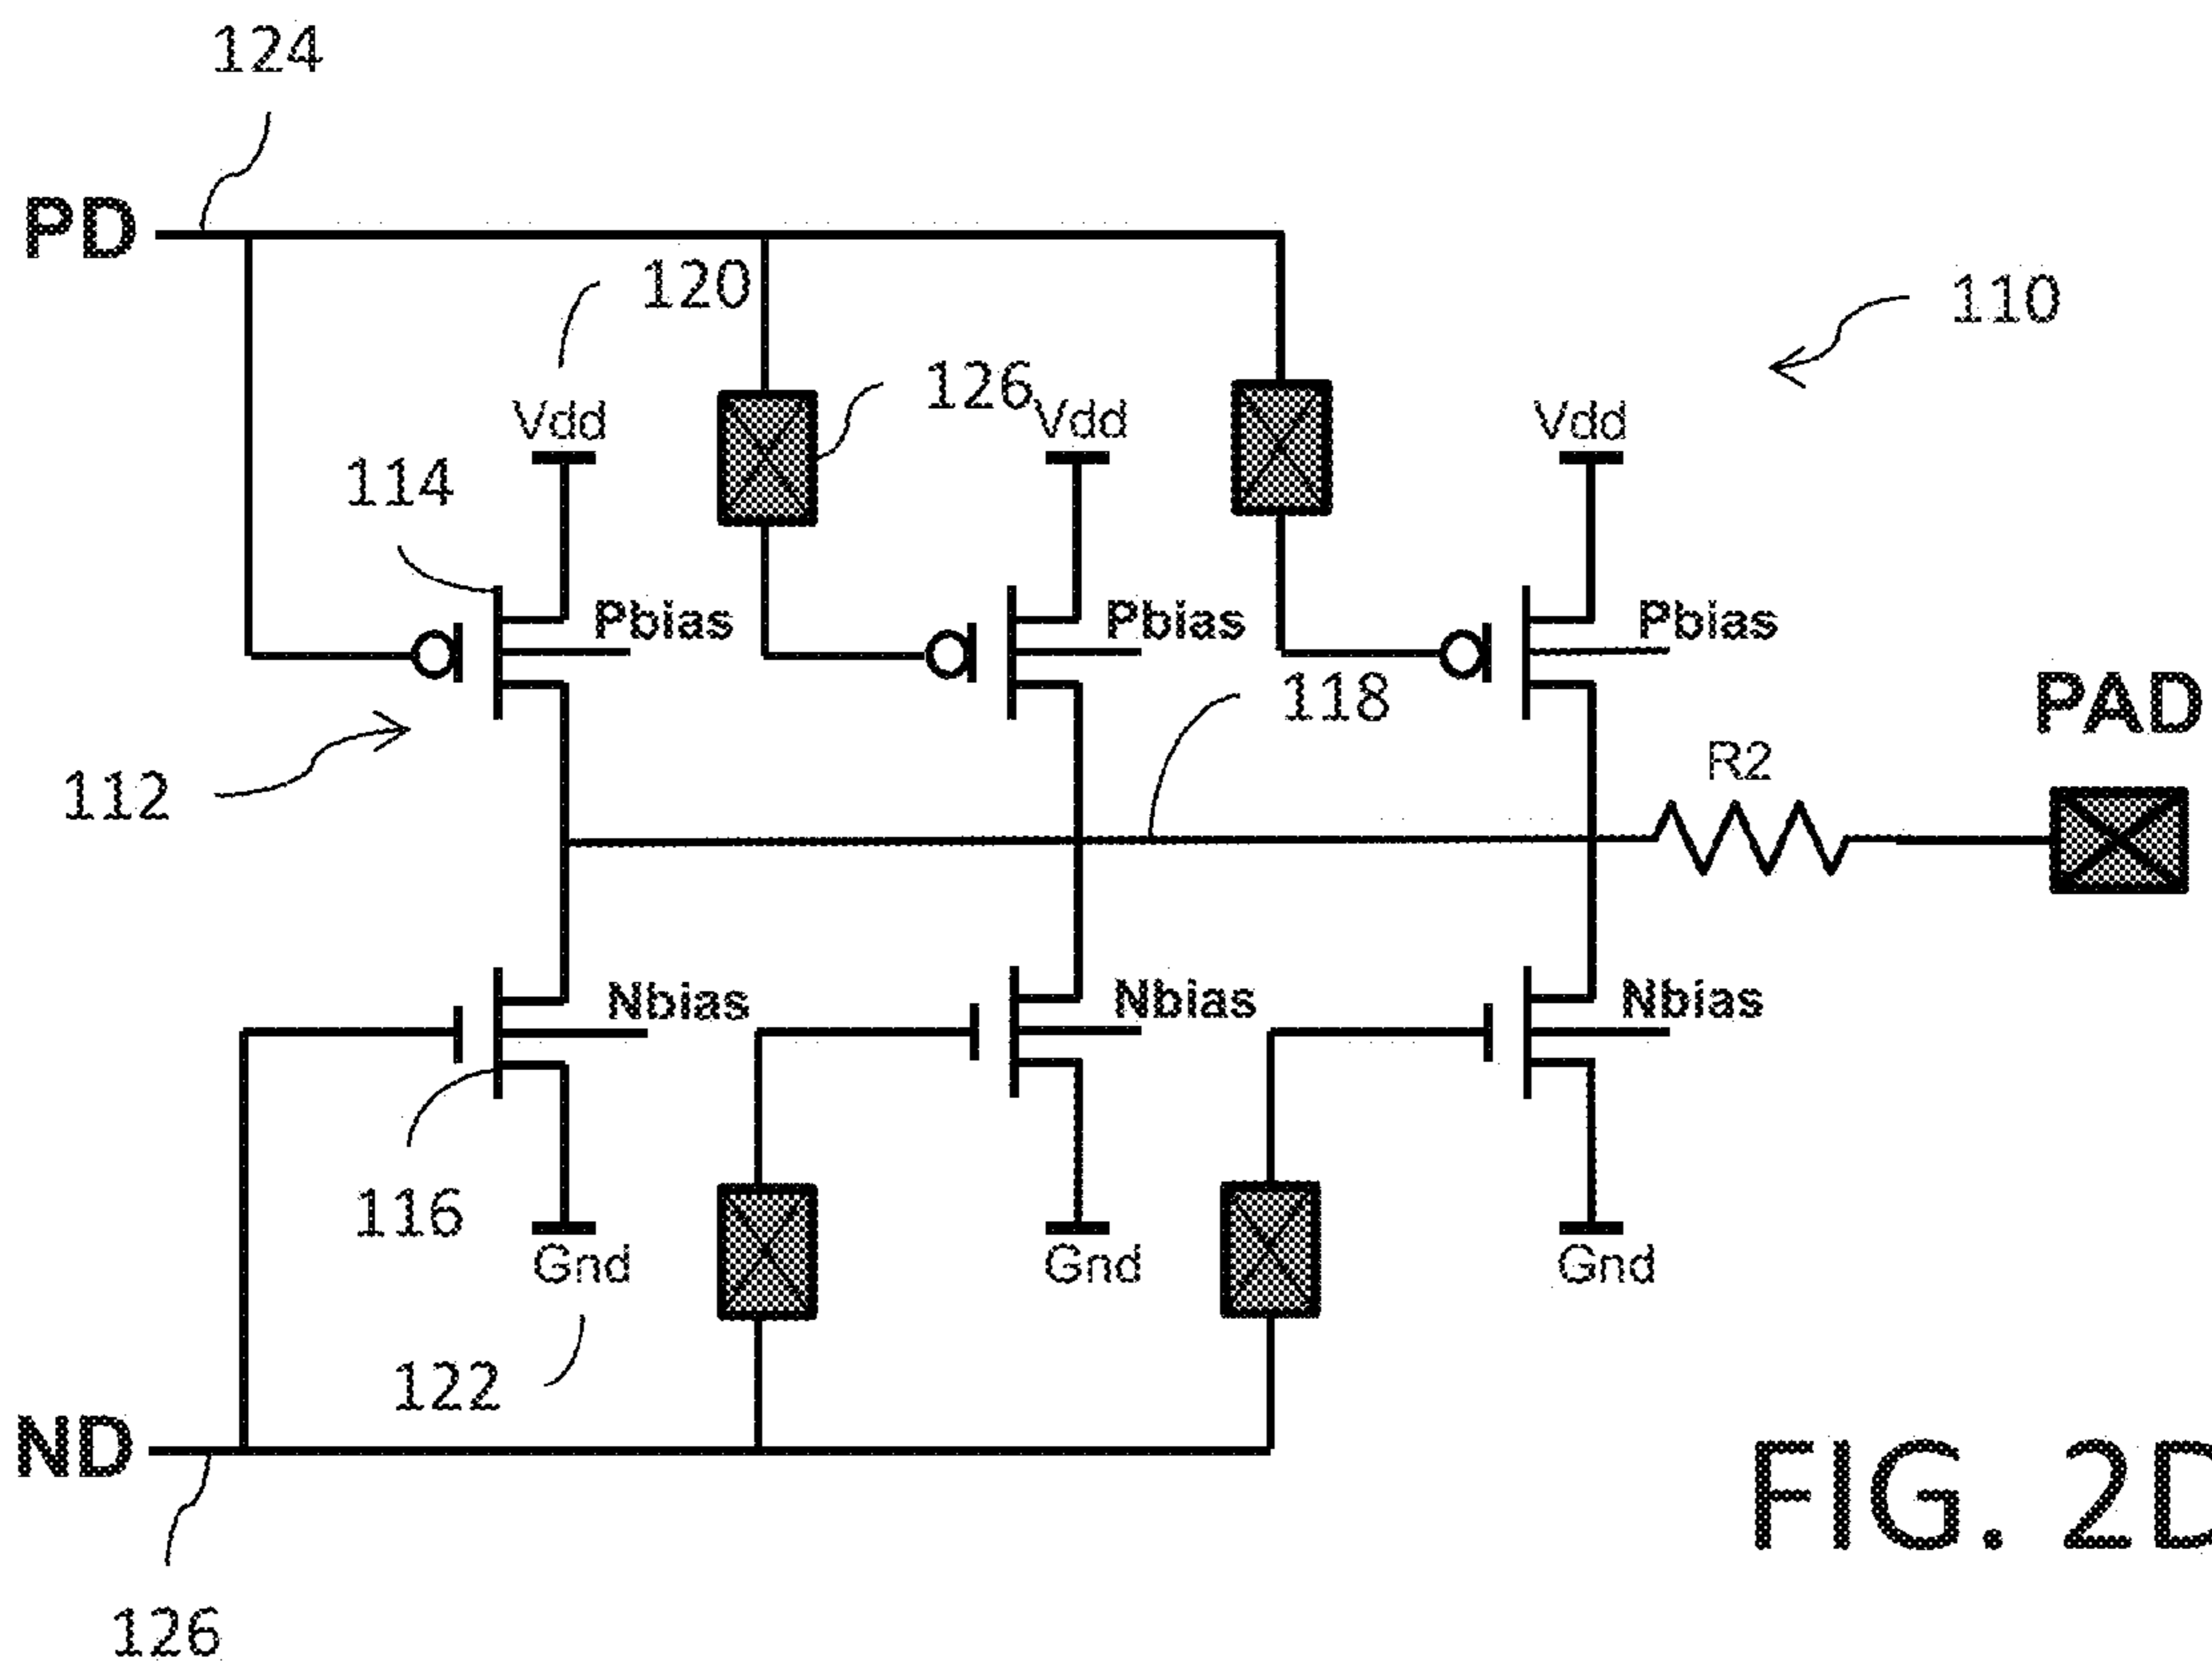 124
PD
120
110
126
Vdd
Vdd
Vdd
114
Pbias
Pbias
Pbias
118
PAD
R2
112
Nbias
Nbias
Nbias
116
Gnd
Gnd
Gnd
122
ND
FIG. 2D
126